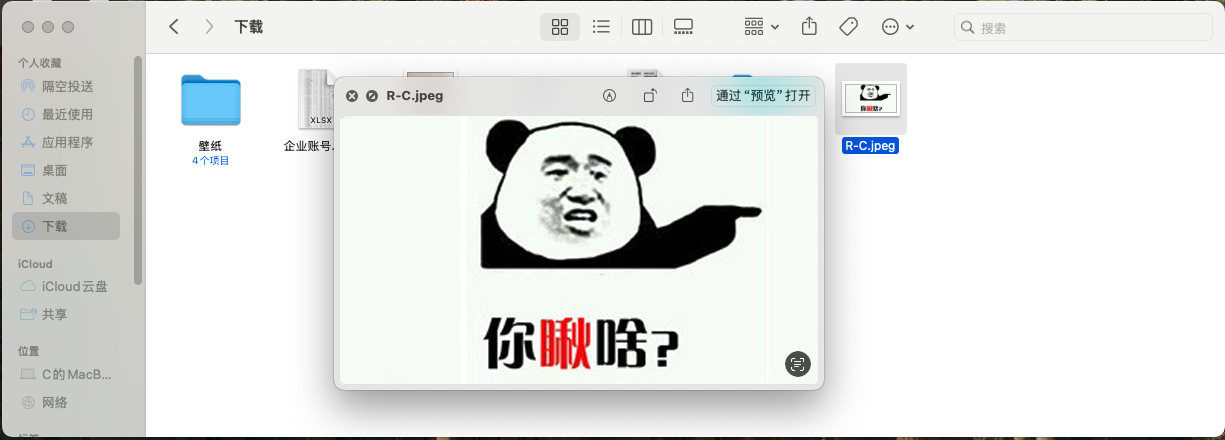 下载
搜索
个人收藏
隔空投送
最近使用
应用程序
桌面
文稿
下载
iCloud
iCloud云盘
共享
位置
C的MacB...
网络
壁纸
4个项目
XLSX
企业账号.
R-C.jpeg
通过“预览”打开
你瞅啥?
你瞅啥?
R-C.jpeg